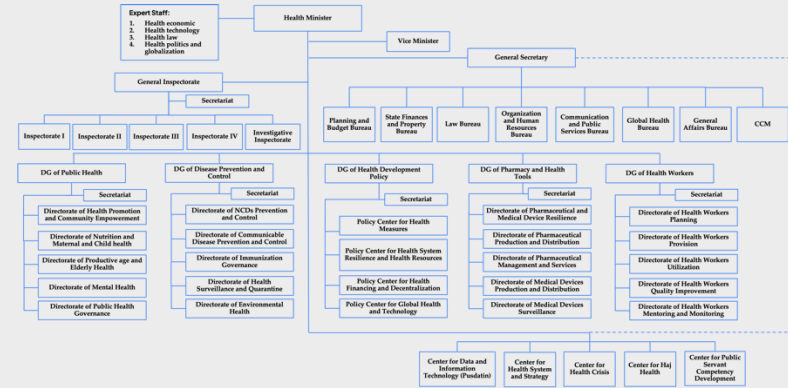 Expert Staff:
1. Health economic
2. Health technology
3. Health law
4. Health politics and
globalization
Health Minister
Vice Minister
General Secretary
General Inspectorate
Secretariat
Inspectorate I
Inspectorate II
Inspectorate III
Inspectorate IV
Investigative
Inspectorate
Planning and
Budget Bureau
State Finances
and Property
Bureau
Law Bureau
Organization
and Human
Resources
Bureau
Communication
and Public
Services Bureau
Global Health
Bureau
General
Affairs Bureau
CCM
DG of Public Health
Secretariat
Directorate of Health Promotion
and Community Empowerment
Directorate of Nutrition and
Maternal and Child health
Directorate of Productive age and
Elderly Health
Directorate of Mental Health
Directorate of Public Health
Governance
DG of Disease Prevention and
Control
Secretariat
Directorate of NCDs Prevention
and Control
Directorate of Communicable
Disease Prevention and Control
Directorate of Immunization
Governance
Directorate of Health
Surveillance and Quarantine
Directorate of Environmental
Health
DG of Health Development
Policy
Secretariat
Policy Center for Health
Measures
Policy Center for Health System
Resilience and Health Resources
Policy Center for Health
Financing and Decentralization
Policy Center for Global Health
and Technology
DG of Pharmacy and Health
Tools
Secretariat
Directorate of Pharmaceutical and
Medical Device Resilience
Directorate of Pharmaceutical
Production and Distribution
Directorate of Pharmaceutical
Management and Services
Directorate of Medical Devices
Production and Distribution
Directorate of Medical Devices
Surveillance
DG of Health Workers
Secretariat
Directorate of Health Workers
Planning
Directorate of Health Workers
Provision
Directorate of Health Workers
Utilization
Directorate of Health Workers
Quality Improvement
Directorate of Health Workers
Mentoring and Monitoring
Center for Data and
Information
Technology (Pusdatin)
Center for
Health System
and Strategy
Center for
Health Crisis
Center for Haj
Health
Center for Public
Servant
Competency
Development